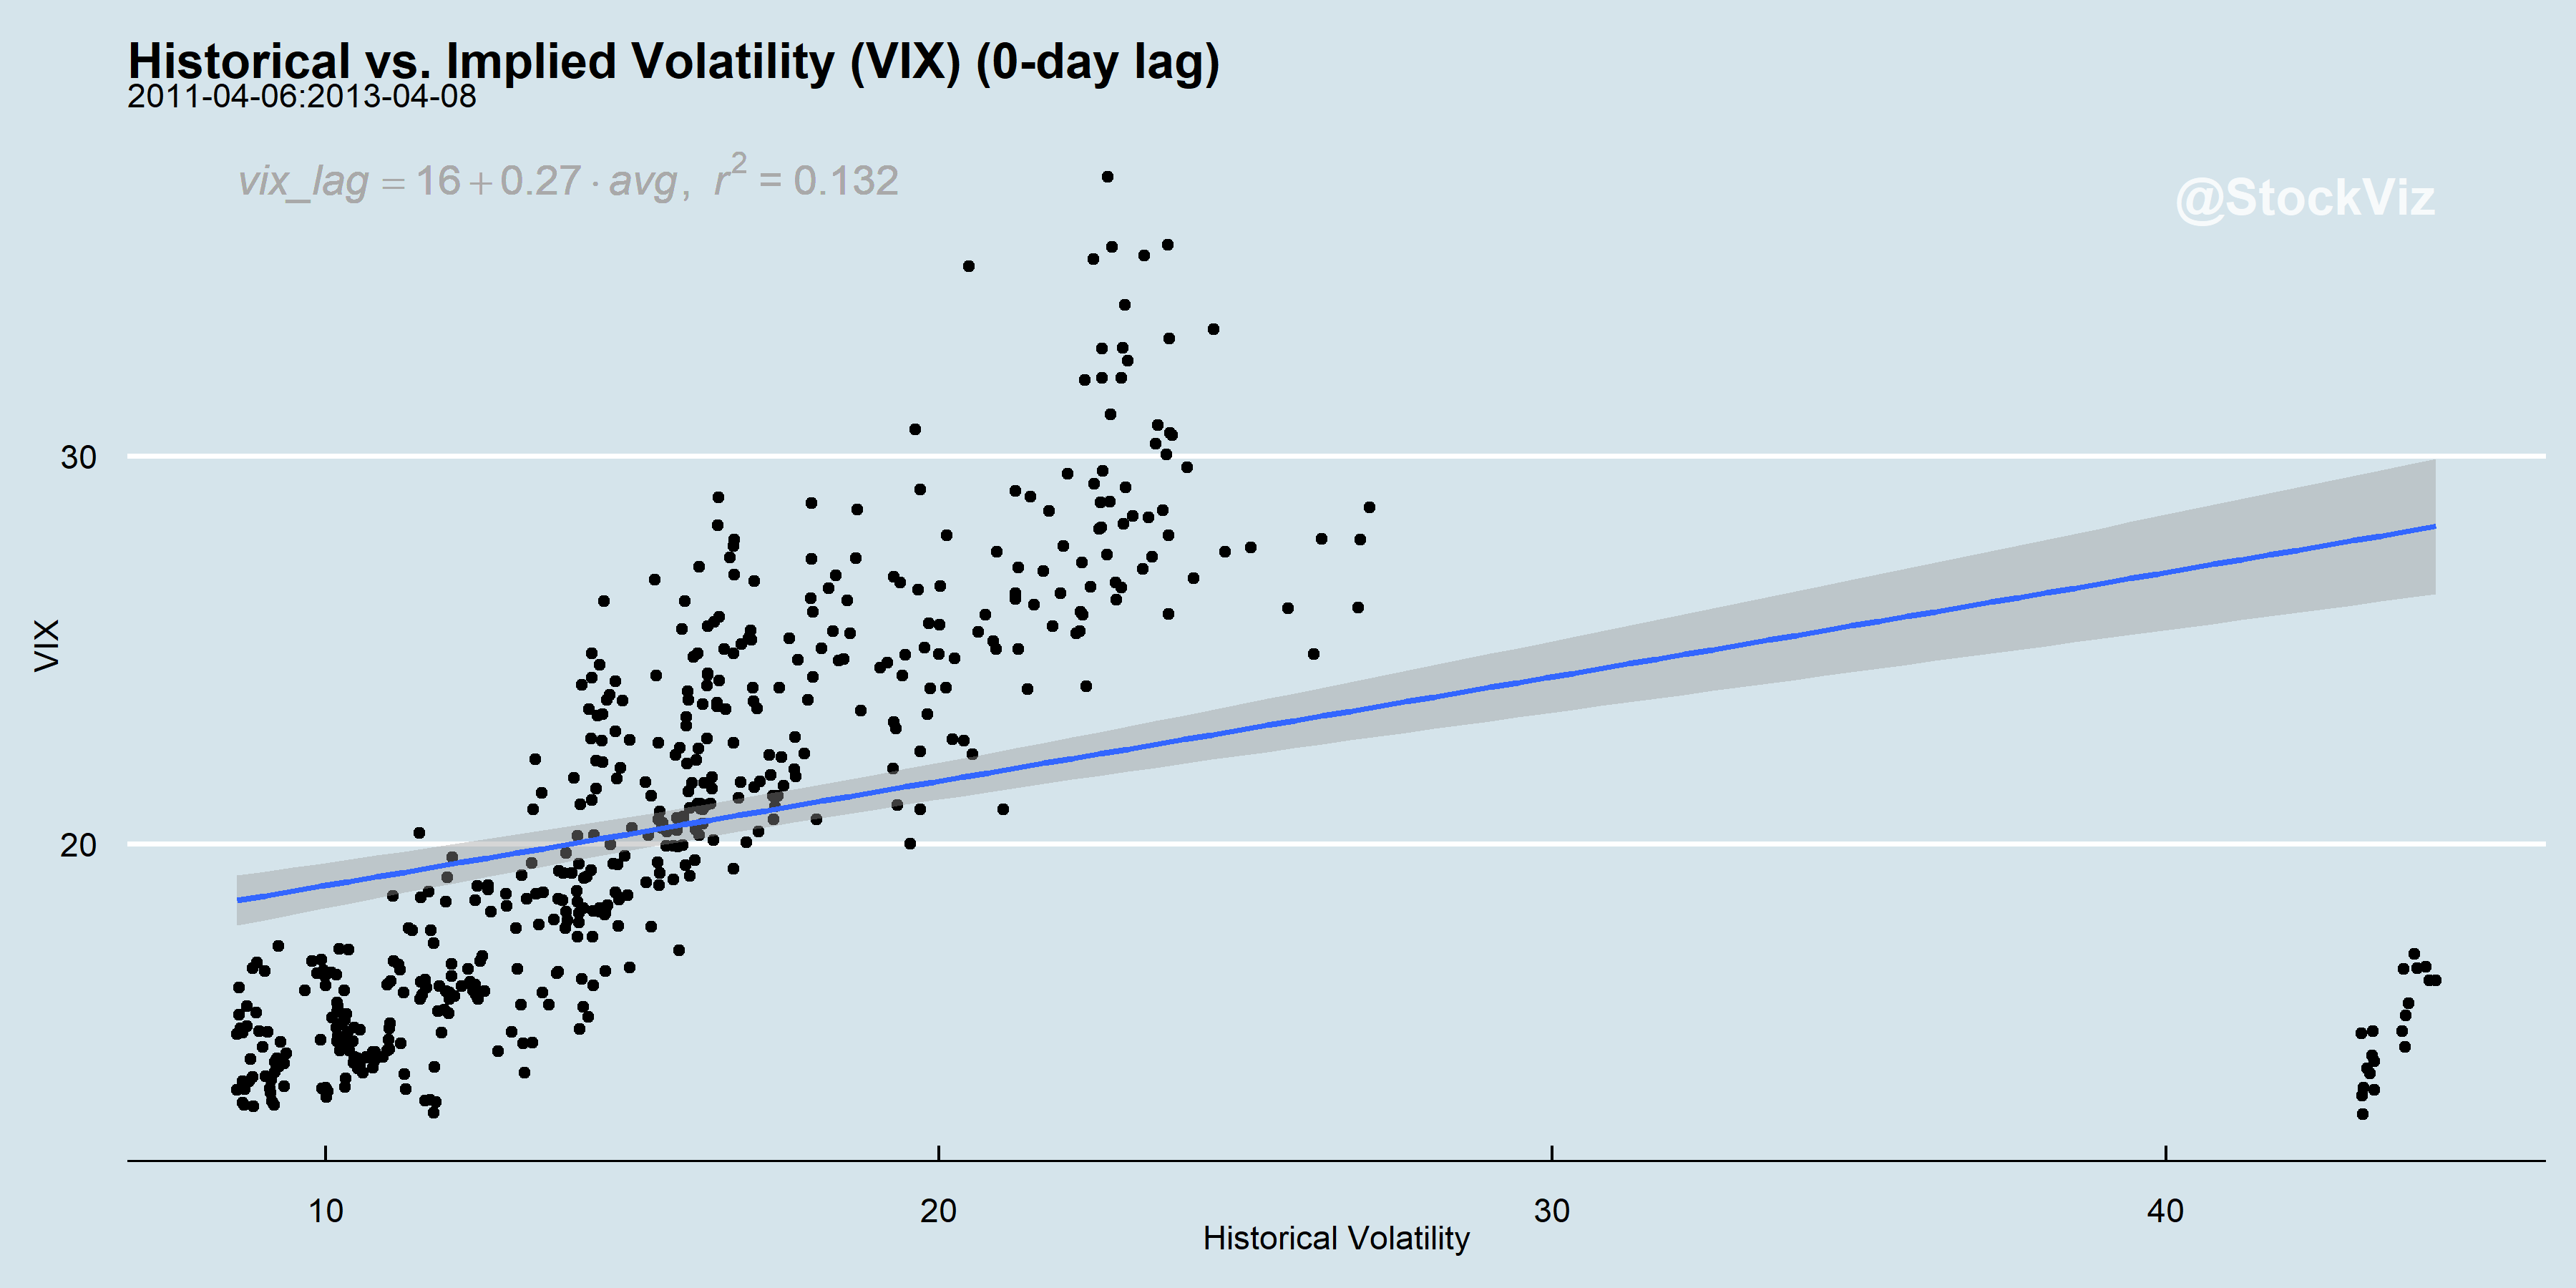 Historical vs. Implied Volatility (VIX) (0-day lag)
2011-04-06:2013-04-08
vix_lag = 16 + 0.27 · avg, r² = 0.132
@StockViz
30
20
VIX
10 20 30 40
Historical Volatility